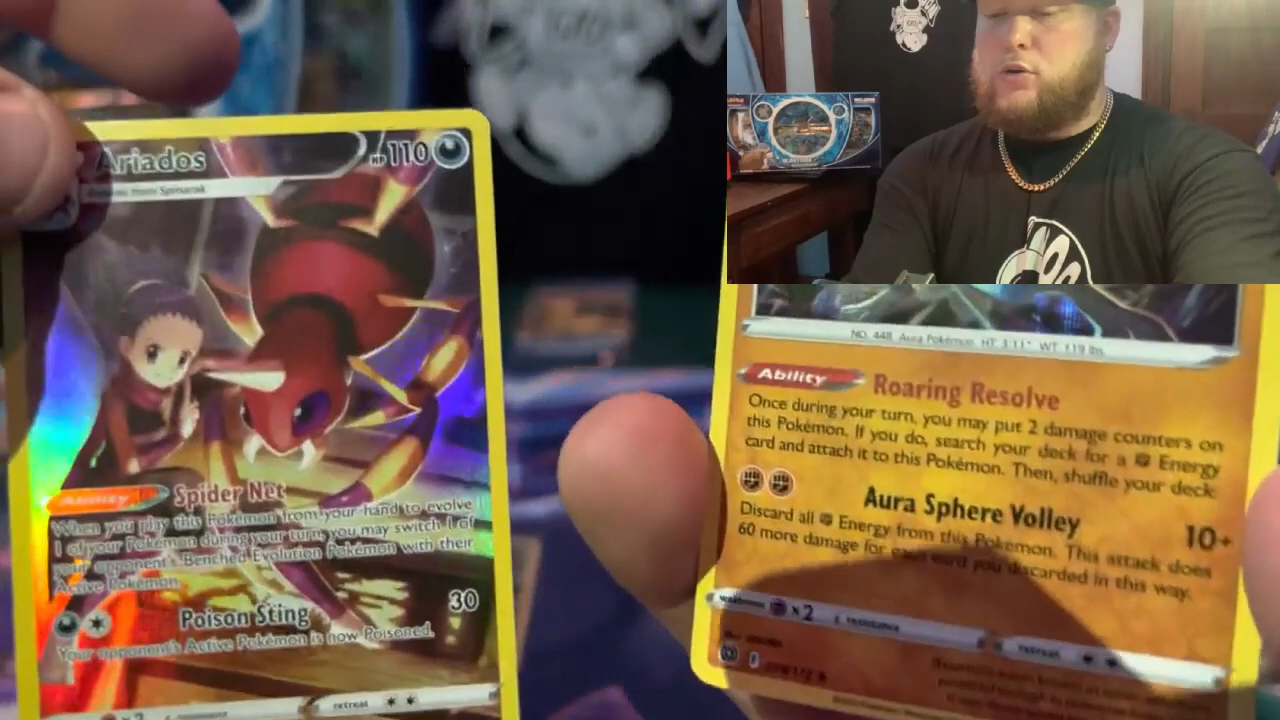 Ariados
HP 110
Evolves from Spinarak
Ability Spider Net
When you play this Pokémon from your hand to evolve
1 of your Pokémon during your turn, you may switch 1 of
your opponent's Benched Evolution Pokémon with their
Active Pokémon.
Poison Sting 30
Your opponent's Active Pokémon is now Poisoned.
x2
retreat
NO. 448 Aura Pokémon HT: 3'11" WT: 119 lbs.
Ability Roaring Resolve
Once during your turn, you may put 2 damage counters on
this Pokémon. If you do, search your deck for a Energy
card and attach it to this Pokémon. Then, shuffle your deck.
Aura Sphere Volley 10+
Discard all Energy from this Pokémon. This attack does
60 more damage for each card you discarded in this way.
weakness x2 resistance retreat